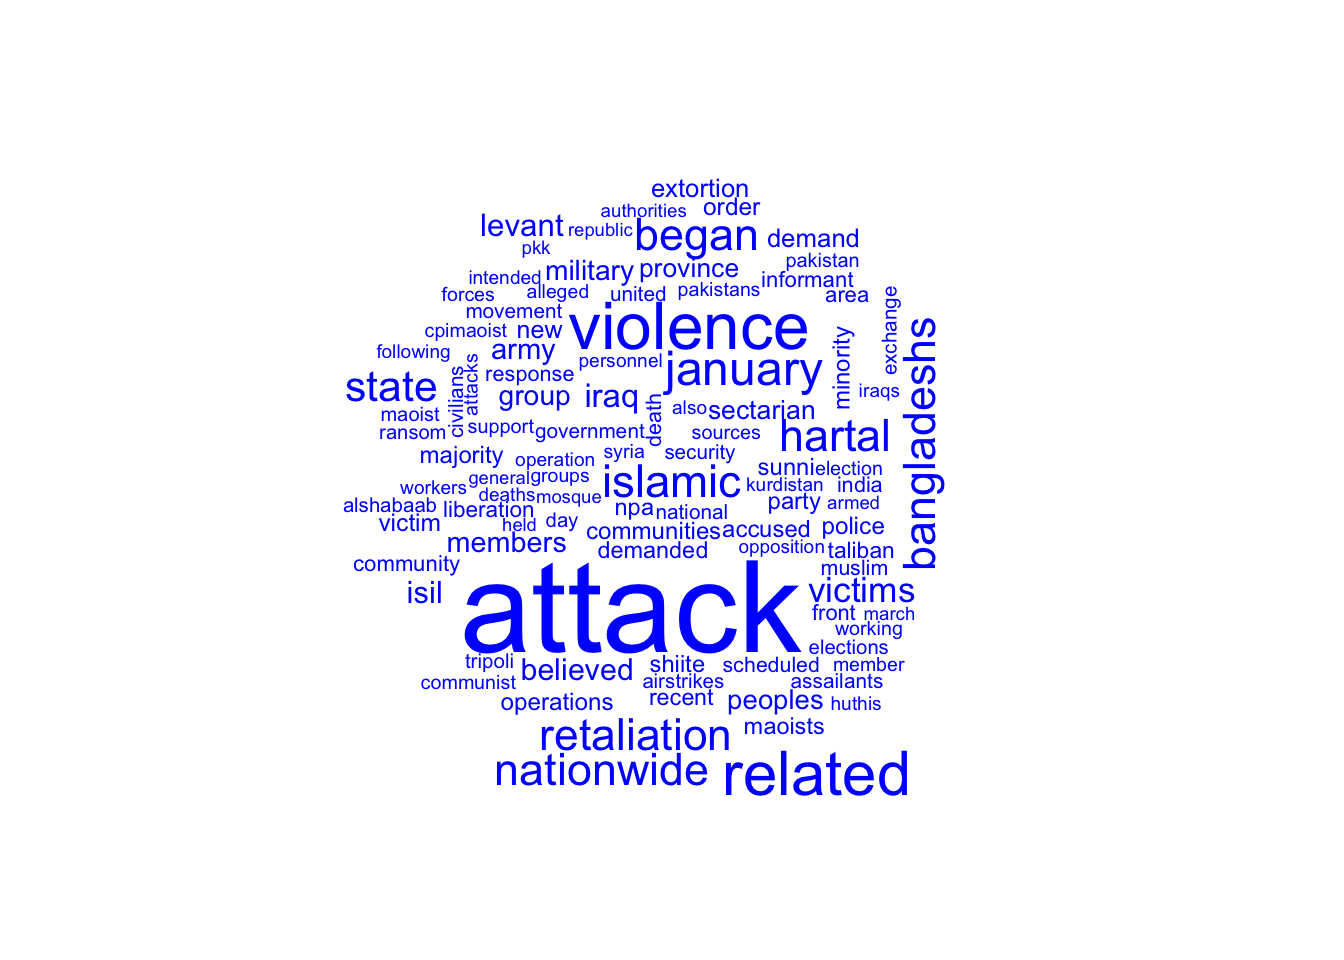 extortion
authorities order
levant republic began demand
pkk pakistan
intended military province informant
forces alleged united pakistans area exchange
movement violence bangladeshs
cpimaoist new
following army personnel january minority
attacks response
state civilians group iraq iraqs
maoist death also sectarian
ransom support government sources hartal
majority operation syria security
general groups islamic sunni election
workers deaths mosque kurdistan india
alshabaab liberation npa national party armed
victim held day communities accused police
members demanded opposition taliban
community attack muslim
isil victims
front march
working
elections
tripoli believed shiite scheduled member
communist airstrikes assailants
operations recent peoples huthis
retaliation maoists
nationwide related